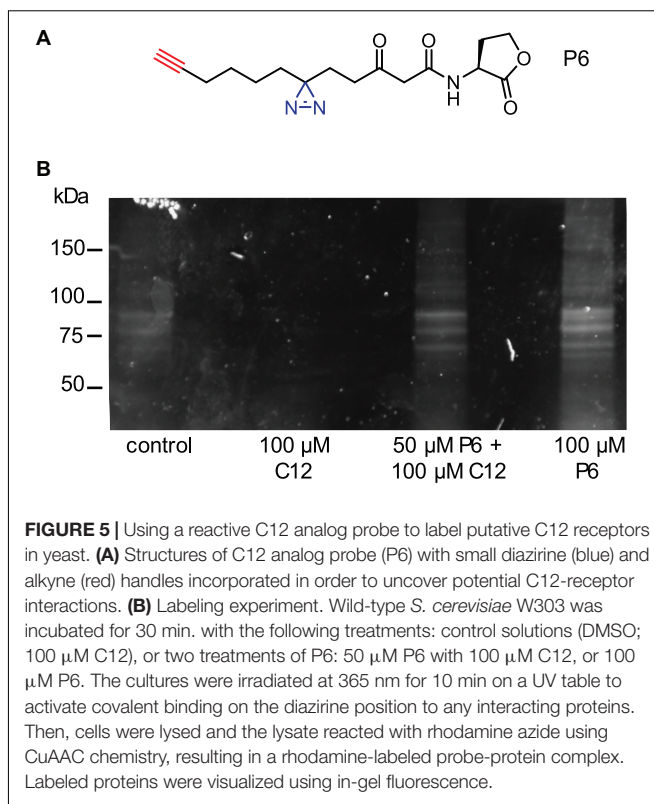 A
O
O
N
H
O
O
N
N
P6
B
kDa
150
100
75
50
control
100 µM
C12
50 µM P6 +
100 µM C12
100 µM
P6
FIGURE 5 | Using a reactive C12 analog probe to label putative C12 receptors
in yeast. (A) Structures of C12 analog probe (P6) with small diazirine (blue) and
alkyne (red) handles incorporated in order to uncover potential C12-receptor
interactions. (B) Labeling experiment. Wild-type S. cerevisiae W303 was
incubated for 30 min. with the following treatments: control solutions (DMSO;
100 µM C12), or two treatments of P6: 50 µM P6 with 100 µM C12, or 100
µM P6. The cultures were irradiated at 365 nm for 10 min on a UV table to
activate covalent binding on the diazirine position to any interacting proteins.
Then, cells were lysed and the lysate reacted with rhodamine azide using
CuAAC chemistry, resulting in a rhodamine-labeled probe-protein complex.
Labeled proteins were visualized using in-gel fluorescence.